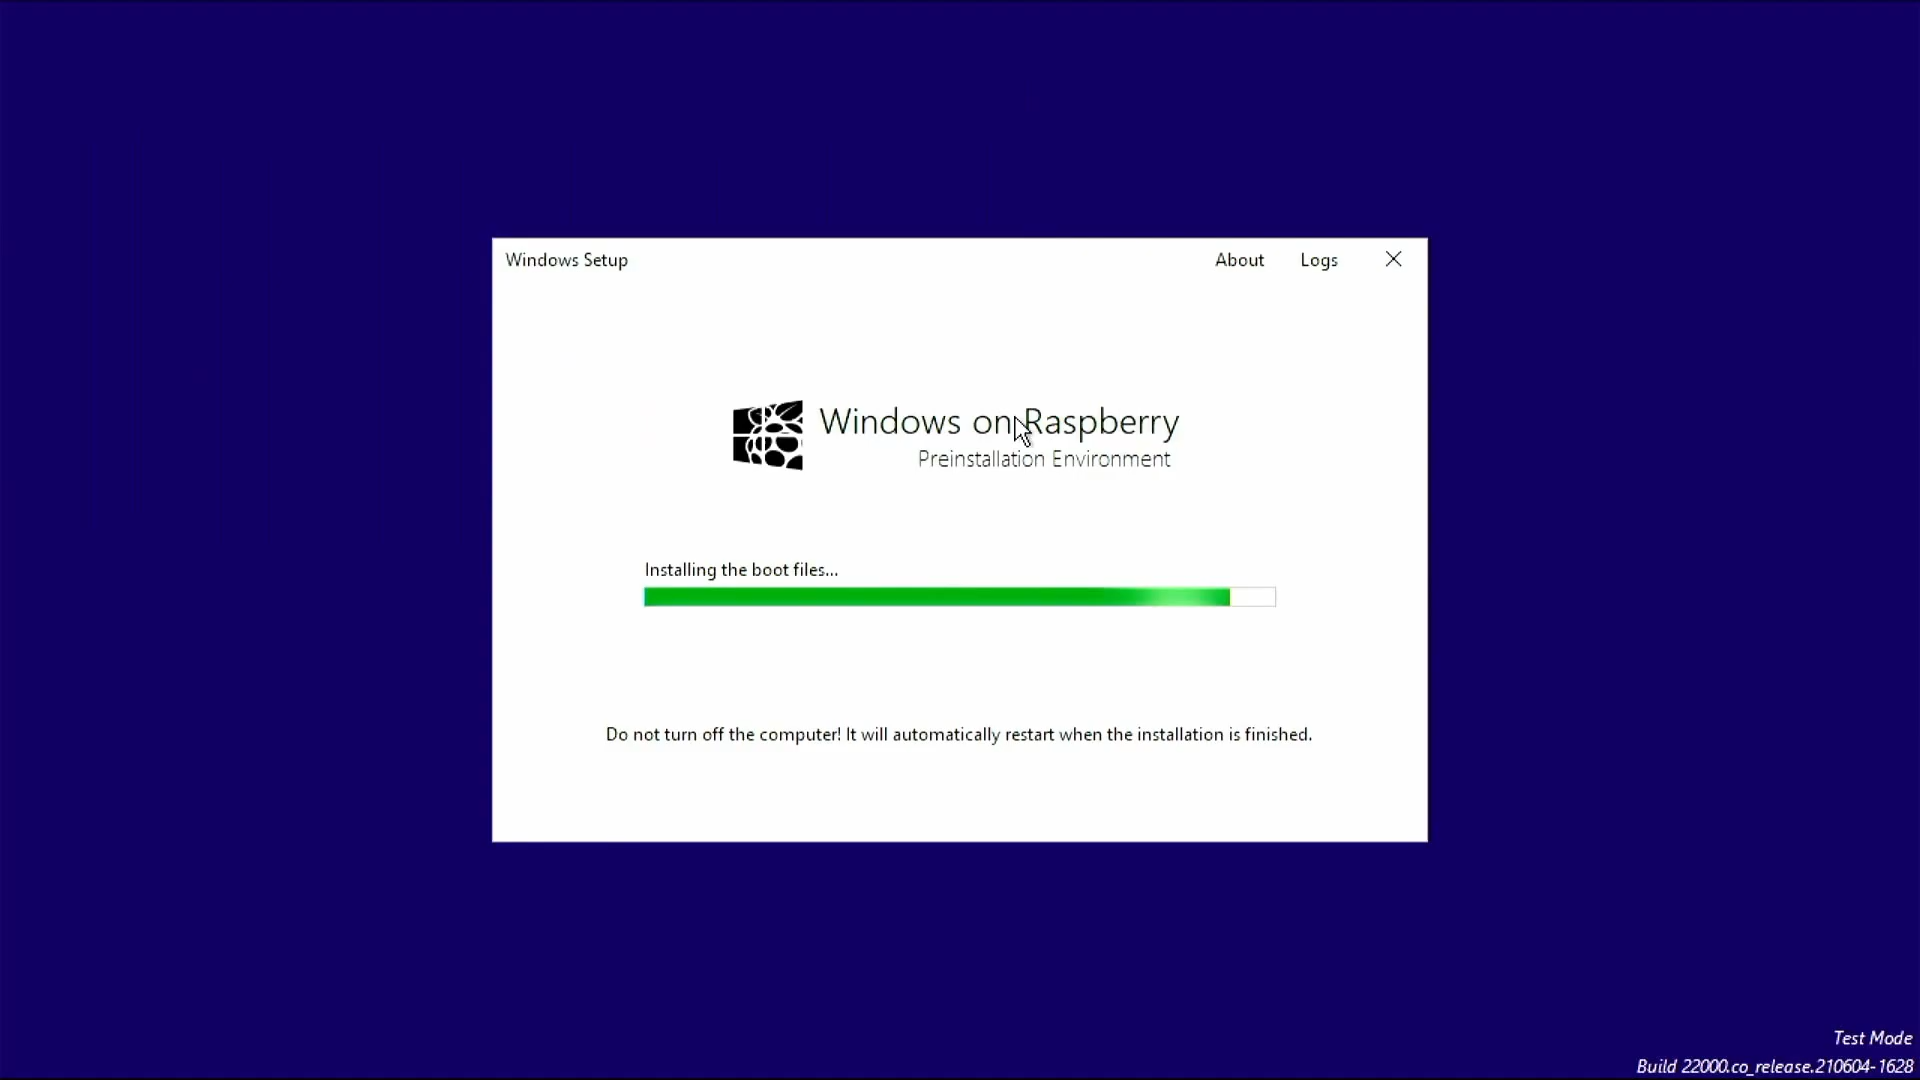 Windows Setup About Logs
Windows on Raspberry
Preinstallation Environment
Installing the boot files...
Do not turn off the computer! It will automatically restart when the installation is finished.
Test Mode
Build 22000.co_release.210604-1628